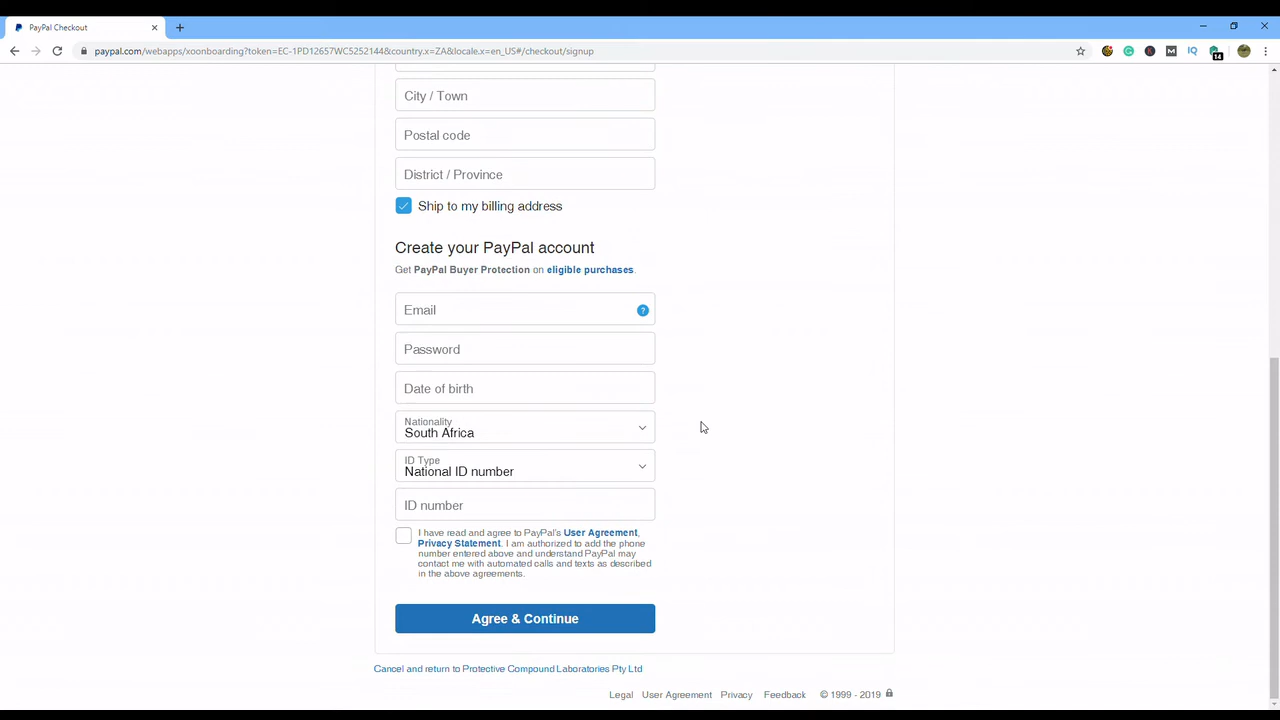 PayPal Checkout
paypal.com/webapps/xoonboarding?token=EC-1PD12657WC5252144&country.x=ZA&locale.x=en_US#/checkout/signup
IQ
14
City / Town
Postal code
District / Province
Ship to my billing address
Create your PayPal account
Get PayPal Buyer Protection on eligible purchases.
Email
?
Password
Date of birth
Nationality
South Africa
ID Type
National ID number
ID number
I have read and agree to PayPal's User Agreement,
Privacy Statement. I am authorized to add the phone
number entered above and understand PayPal may
contact me with automated calls and texts as described
in the above agreements.
Agree & Continue
Cancel and return to Protective Compound Laboratories Pty Ltd
Legal User Agreement Privacy Feedback © 1999 - 2019